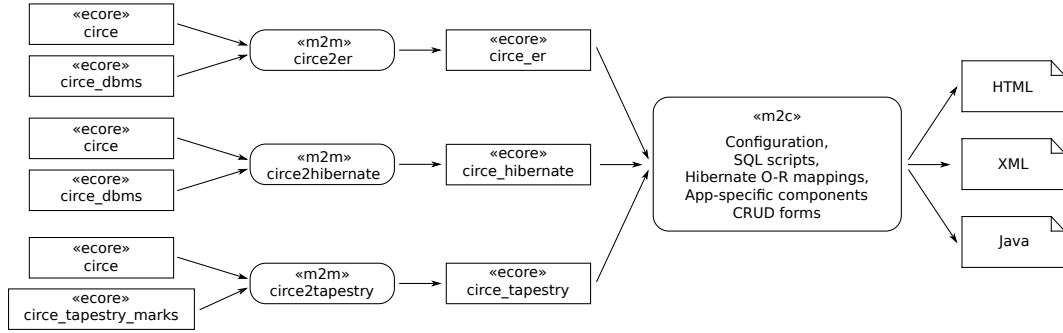 «ecore»
circe
«ecore»
circe_dbms
«m2m»
circe2er
«ecore»
circe_er
«ecore»
circe
«ecore»
circe_dbms
«m2m»
circe2hibernate
«ecore»
circe_hibernate
«ecore»
circe
«ecore»
circe_tapestry_marks
«m2m»
circe2tapestry
«ecore»
circe_tapestry
«m2c»
Configuration,
SQL scripts,
Hibernate O-R mappings,
App-specific components
CRUD forms
HTML
XML
Java